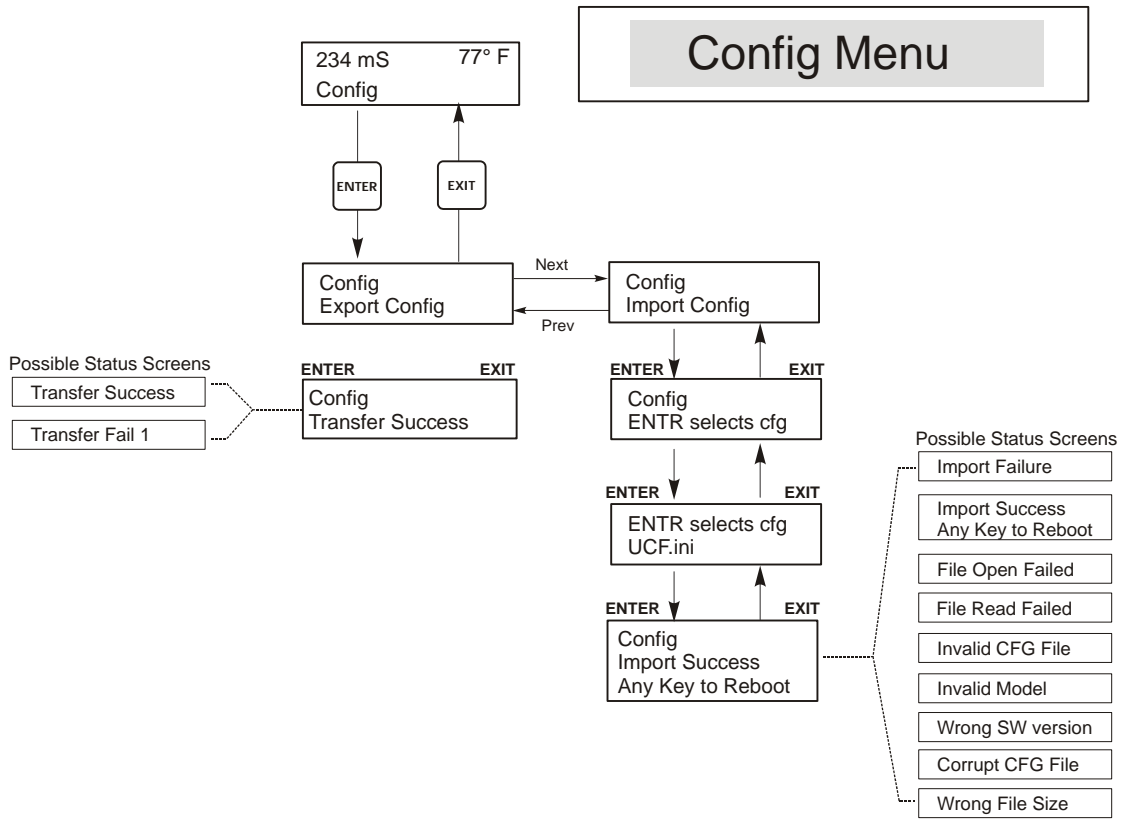 Config Menu
234 mS 77° F
Config
ENTER EXIT
Config
Export Config
Next
Prev
Config
Import Config
Possible Status Screens
Transfer Success
Transfer Fail 1
ENTER EXIT
Config
Transfer Success
ENTER EXIT
Config
ENTR selects cfg
ENTER EXIT
ENTR selects cfg
UCF.ini
ENTER EXIT
Config
Import Success
Any Key to Reboot
Possible Status Screens
Import Failure
Import Success
Any Key to Reboot
File Open Failed
File Read Failed
Invalid CFG File
Invalid Model
Wrong SW version
Corrupt CFG File
Wrong File Size